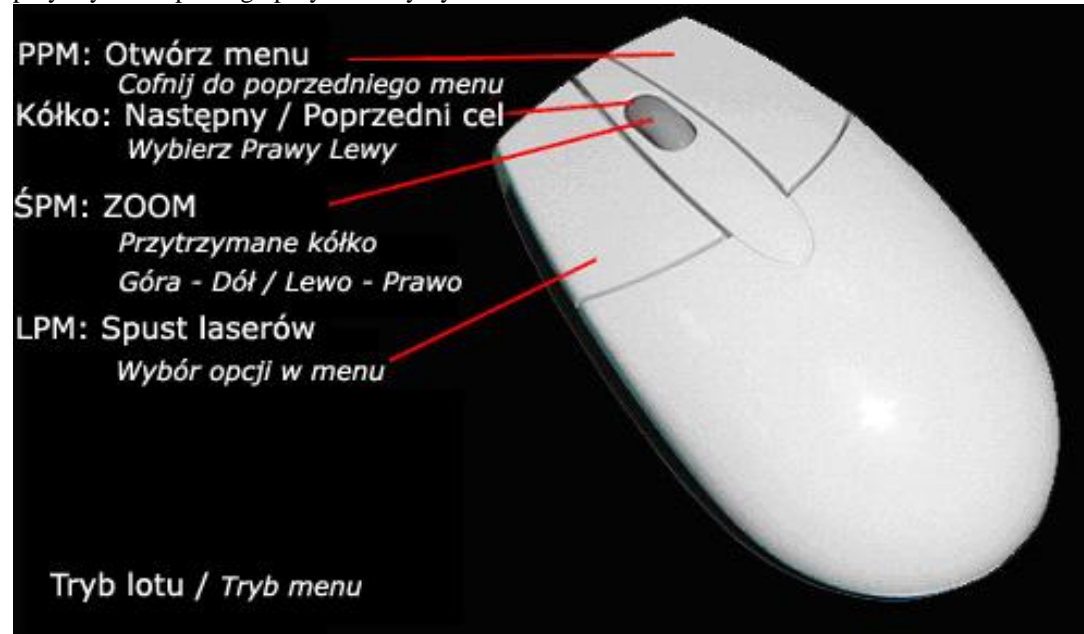 PPM: Otwórz menu
Cofnij do poprzedniego menu
Kółko: Następny / Poprzedni cel
Wybierz Prawy Lewy
ŚPM: ZOOM
Przytrzymane kółko
Góra - Dół / Lewo - Prawo
LPM: Spust laserów
Wybór opcji w menu
Tryb lotu / Tryb menu